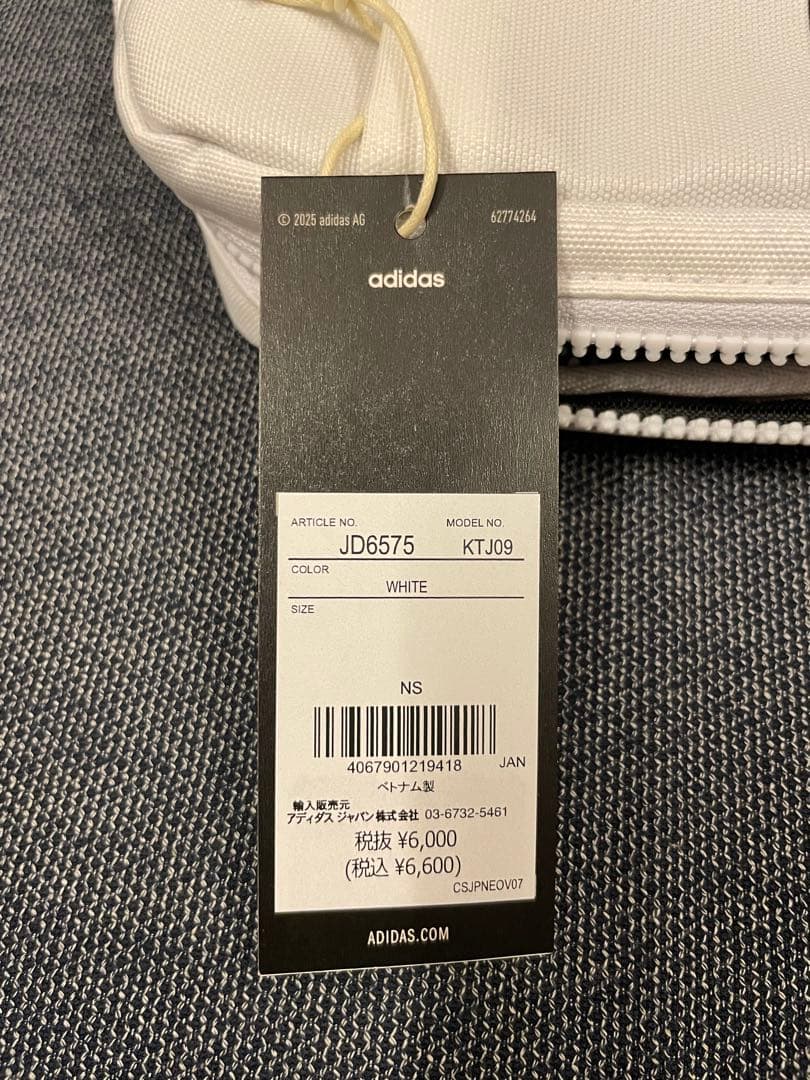 © 2025 adidas AG 62774264
adidas
ARTICLE NO. MODEL NO.
JD6575 KTJ09
COLOR
WHITE
SIZE
NS
4067901219418 JAN
ベトナム製
輸入販売元
アディダス ジャパン株式会社 03-6732-5461
税抜 ¥6,000
(税込 ¥6,600)
CSJPNEOV07
ADIDAS.COM